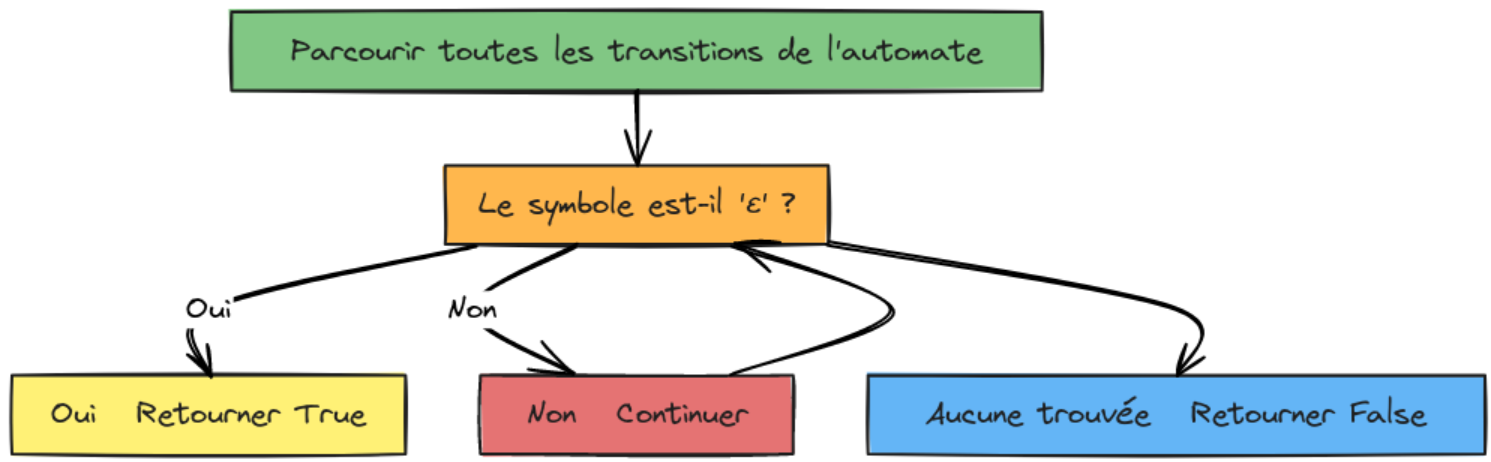 Parcourir toutes les transitions de l'automate
Le symbole est-il 'ε' ?
Oui
Non
Oui Retourner True
Non Continuer
Aucune trouvée Retourner False